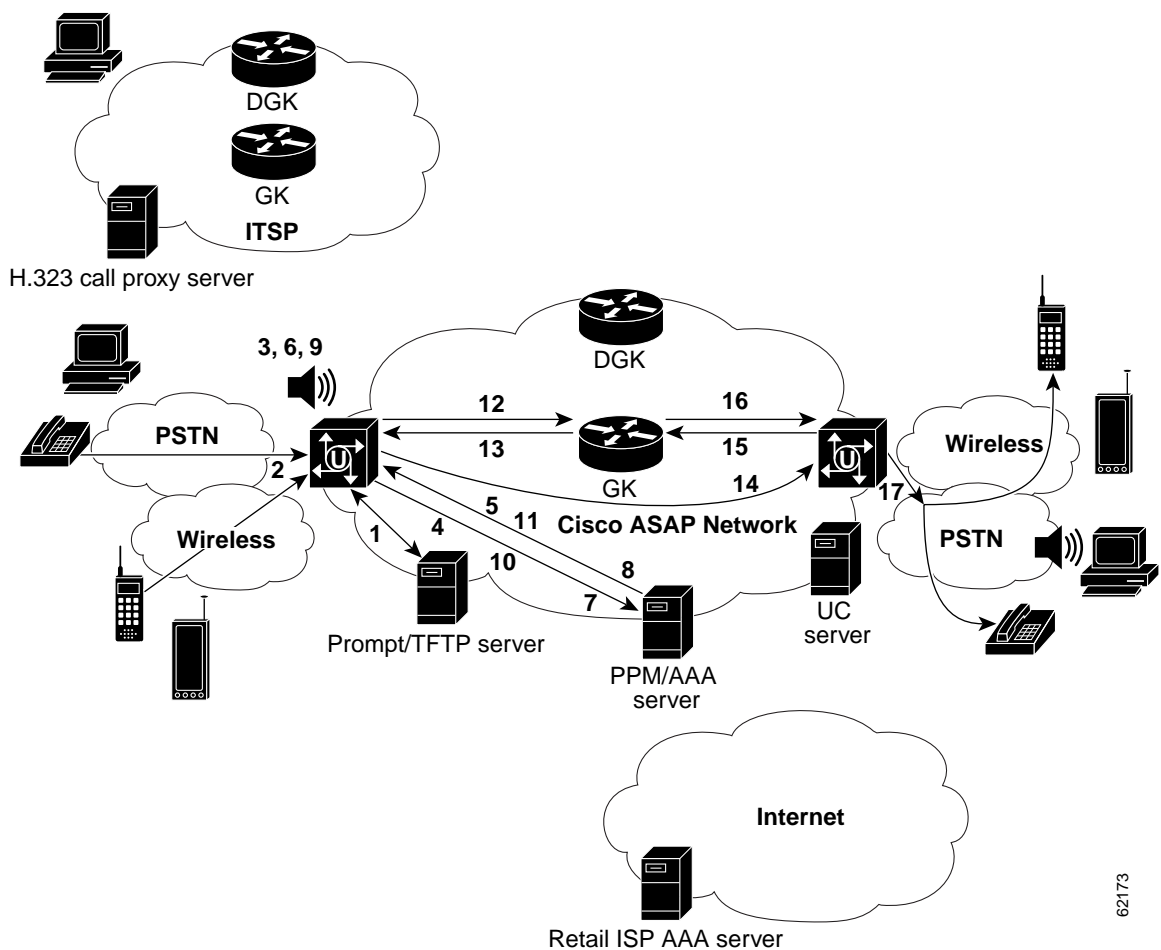 DGK
GK
ITSP
H.323 call proxy server
3, 6, 9
DGK
PSTN
12
16
Wireless
13
15
2
GK
14
17
5
11
Cisco ASAP Network
PSTN
Wireless
1
4
10
8
7
UC
server
Prompt/TFTP server
PPM/AAA
server
Internet
62173
Retail ISP AAA server
U
U